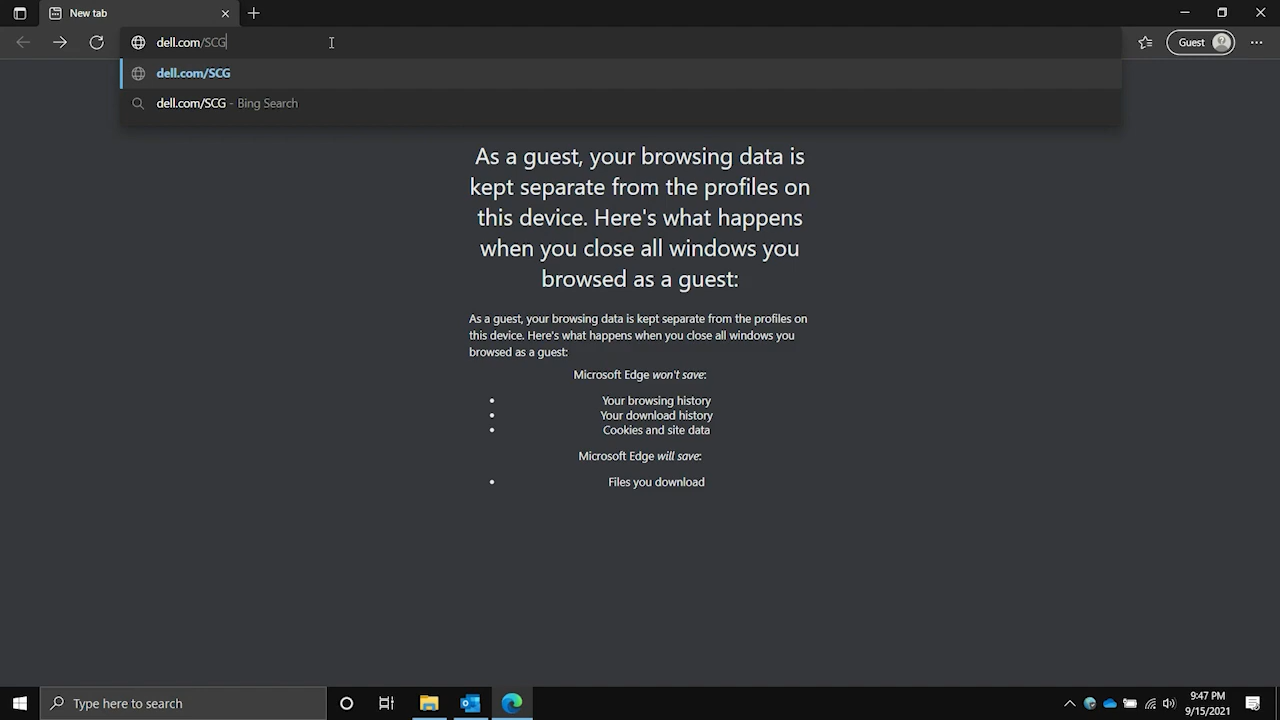 New tab
dell.com/SCG
Guest
dell.com/SCG
dell.com/SCG - Bing Search
As a guest, your browsing data is
kept separate from the profiles on
this device. Here's what happens
when you close all windows you
browsed as a guest:
As a guest, your browsing data is kept separate from the profiles on
this device. Here's what happens when you close all windows you
browsed as a guest:
Microsoft Edge won't save:
• Your browsing history
• Your download history
• Cookies and site data
Microsoft Edge will save:
• Files you download
Type here to search
9:47 PM
9/15/2021